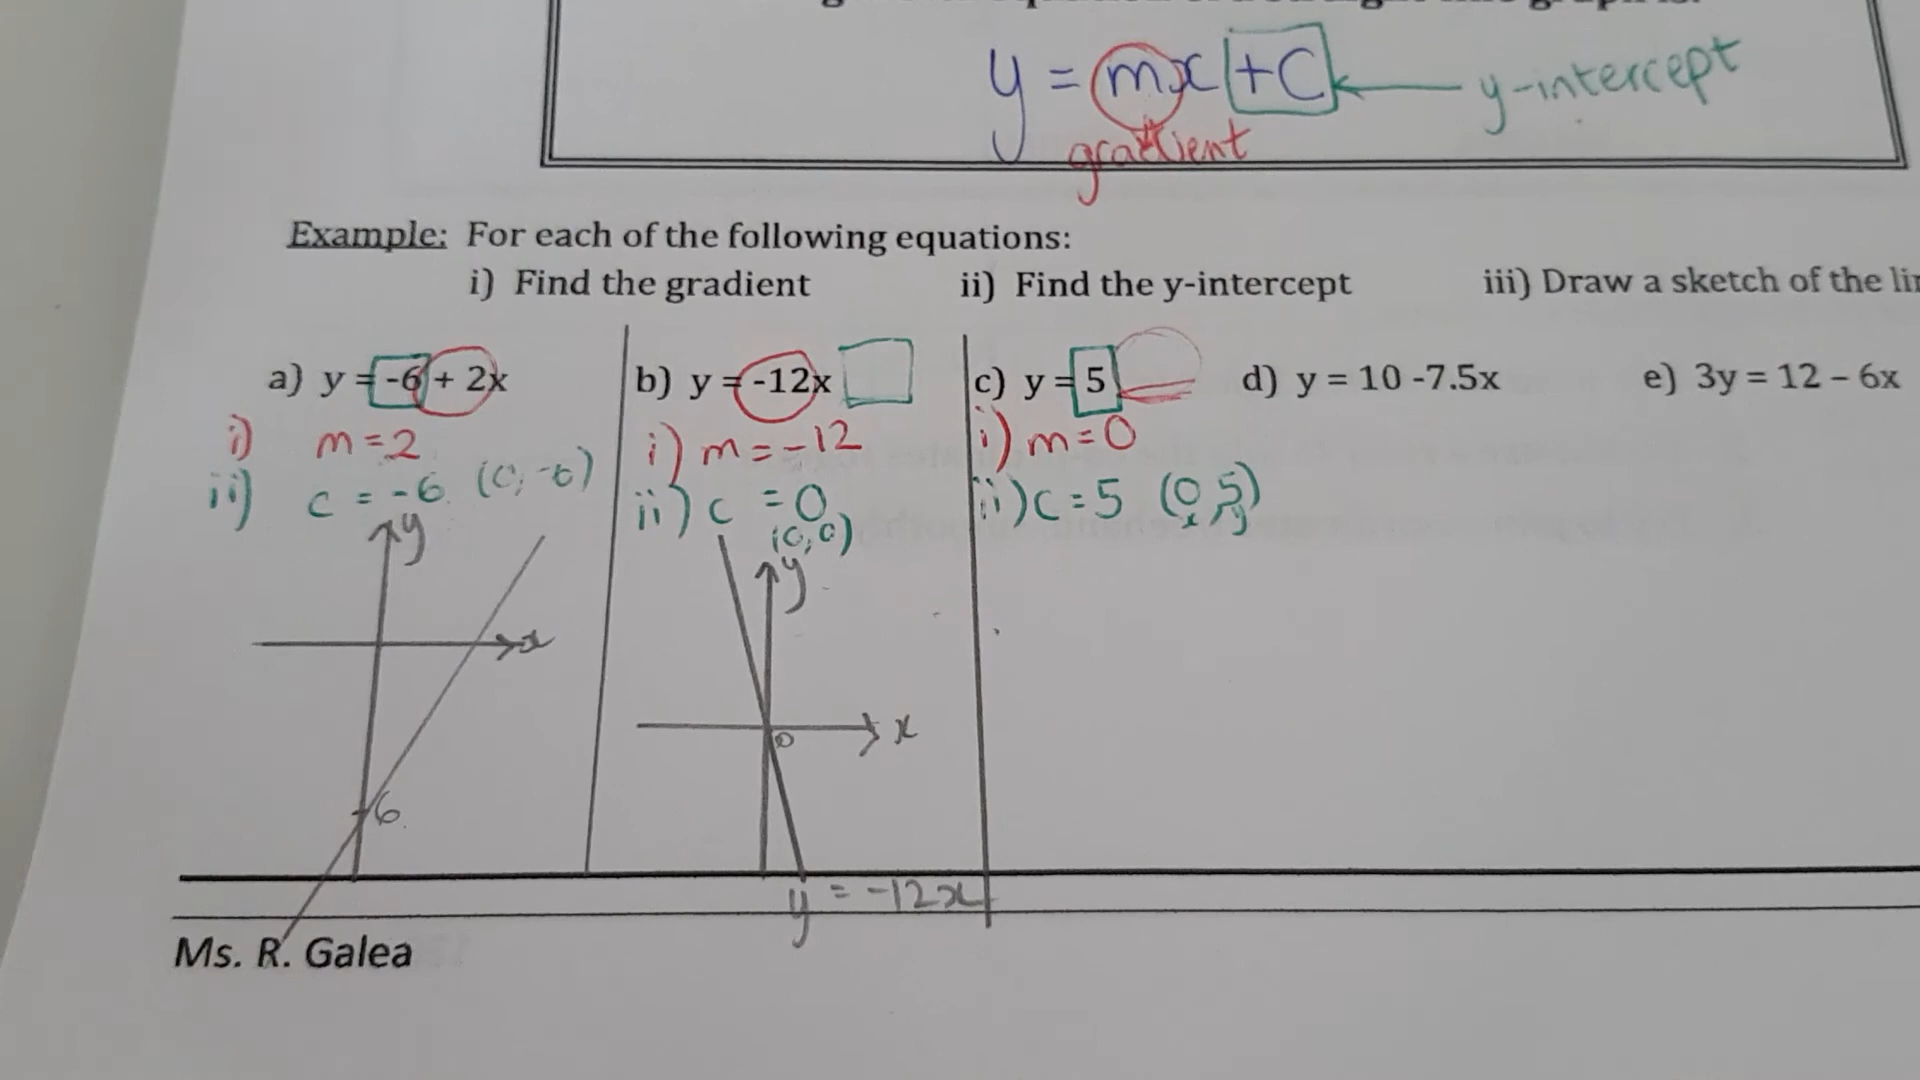 y = mx +C ← y-intercept
gradient
Example: For each of the following equations:
i) Find the gradient ii) Find the y-intercept iii) Draw a sketch of the
a) y = -6 + 2x b) y = -12x c) y = 5 d) y = 10 -7.5x e) 3y = 12 – 6x
i) m = 2 i) m = -12 i) m = 0
ii) c = -6 (0, -6) ii) c = 0 ii) c = 5 (0, 5)
(0, 0) x y
y y
x
x
0
6
y = -12x
Ms. R. Galea